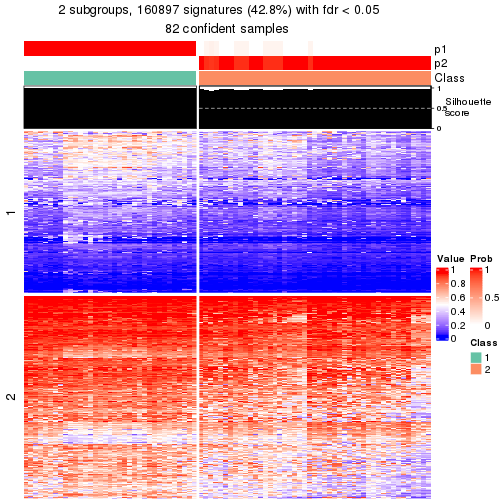 2 subgroups, 160897 signatures (42.8%) with fdr < 0.05
82 confident samples
p1
p2
Class
1
0.5
0
Silhouette
score
1
2
Value
1
0.8
0.6
0.4
0.2
0
Prob
1
0.5
0
Class
1
2